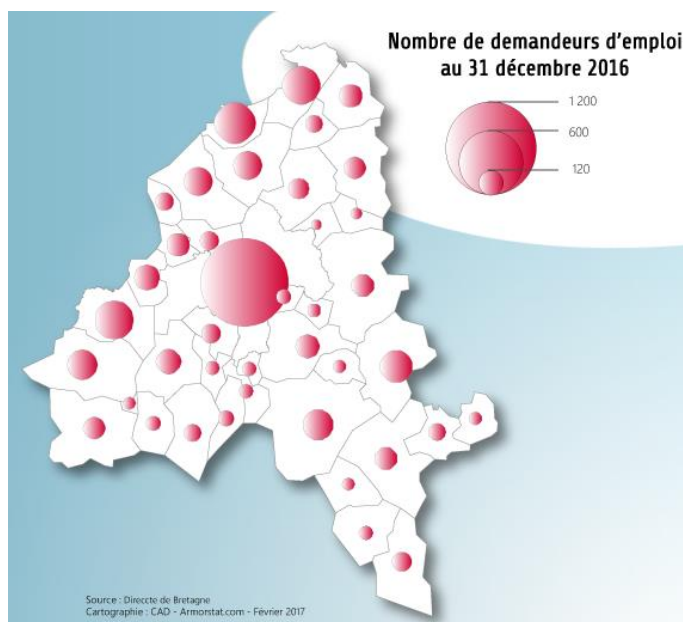 Nombre de demandeurs d'emploi
au 31 décembre 2016
1 200
600
120
Source : Direccte de Bretagne
Cartographie : CAD - Armorstat.com - Février 2017